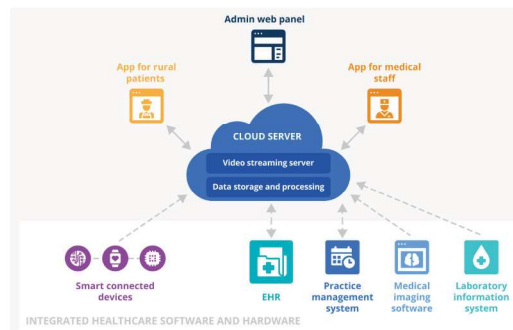 Admin web panel
App for rural
patients
App for medical
staff
CLOUD SERVER
Video streaming server
Data storage and processing
Smart connected
devices
EHR
Practice
management
system
Medical
imaging
software
Laboratory
information
system
INTEGRATED HEALTHCARE SOFTWARE AND HARDWARE